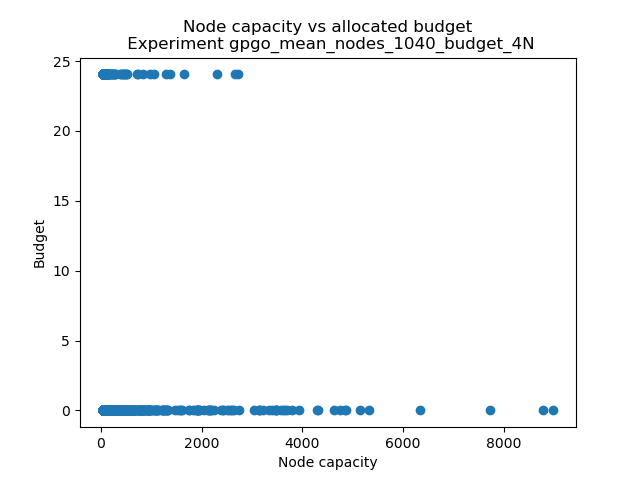 Node capacity vs allocated budget
Experiment gpgo_mean_nodes_1040_budget_4N
25
20
15
10
5
0
Budget
0 2000 4000 6000 8000
Node capacity